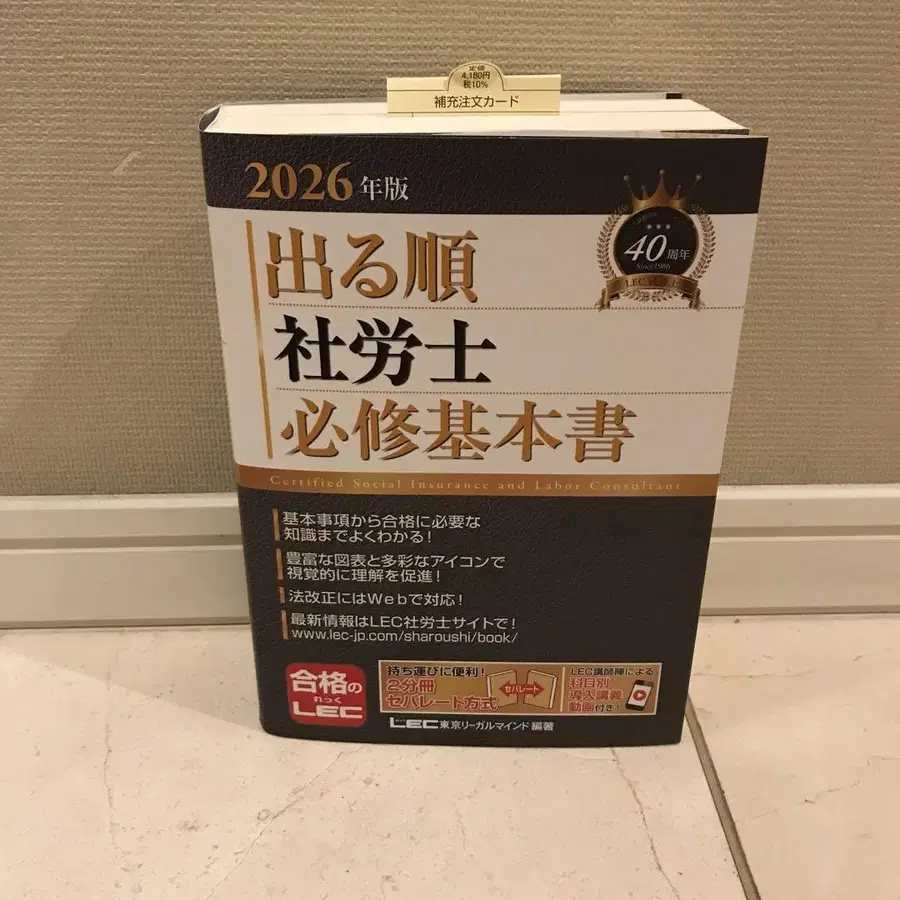 定価
4,180円
税10%
補充注文カード
2026年版
出る順
社労士
必修基本書
40周年
Since1986
Certified Social Insurance and Labor Consultant
基本事項から合格に必要な
知識までよくわかる！
豊富な図表と多彩なアイコンで
視覚的に理解を促進！
法改正にはWebで対応！
最新情報はLEC社労士サイトで！
www.lec-jp.com/sharoushi/book/
合格の
れっく
LEC
持ち運びに便利！
2分冊
セパレート方式
セパレート
LEC講師陣による
科目別
導入講義
動画付き！
LEC東京リーガルマインド 編著